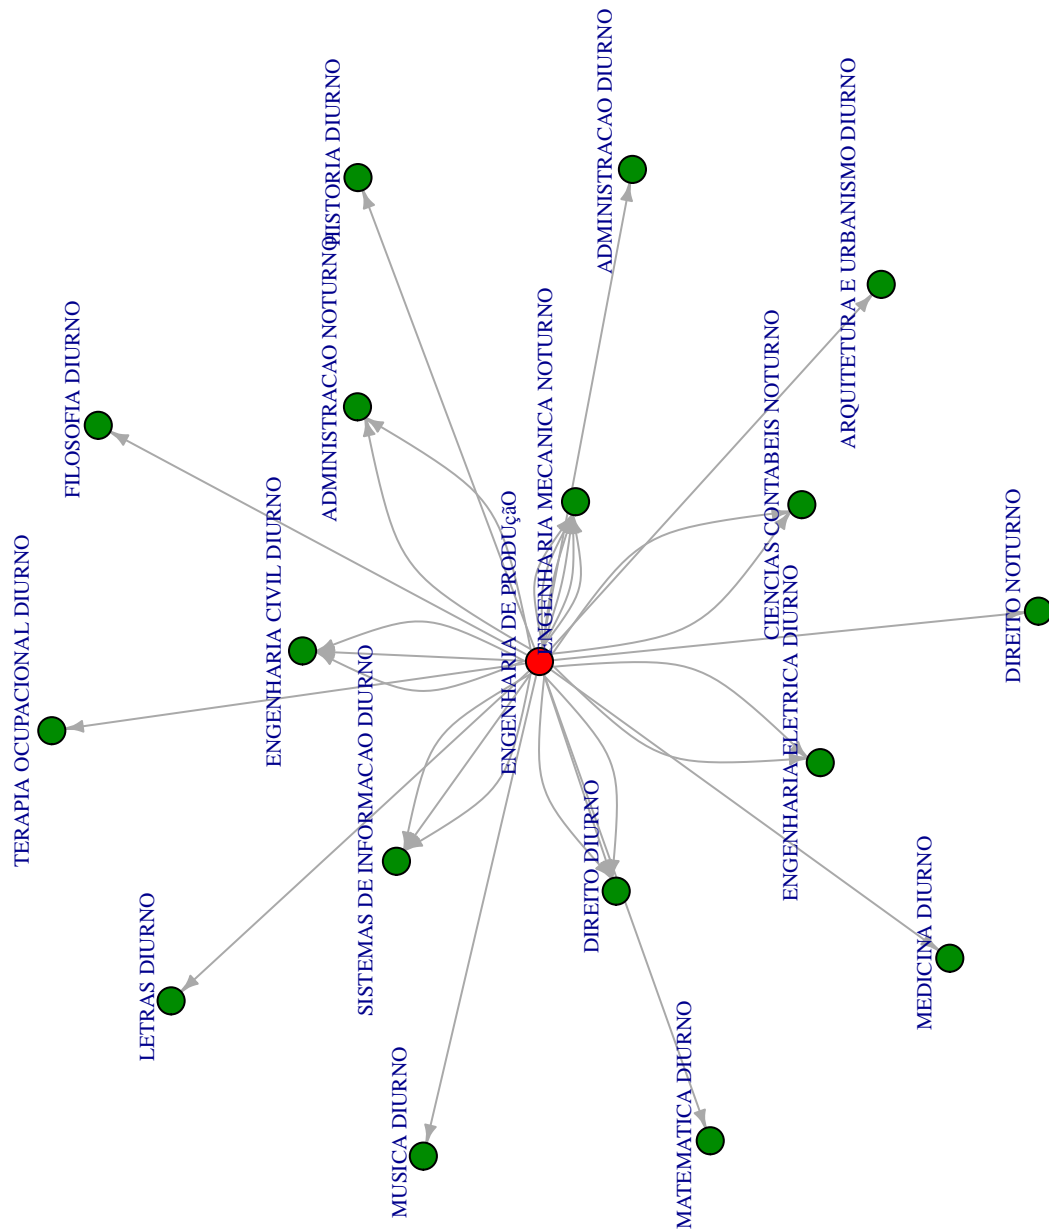 HISTORIA DIURNO
ADMINISTRACAO DIURNO
ARQUITETURA E URBANISMO DIURNO
ADMINISTRACAO NOTURNO
FILOSOFIA DIURNO
ENGENHARIA MECANICA NOTURNO
CIENCIAS CONTABEIS NOTURNO
DIREITO NOTURNO
ENGENHARIA CIVIL DIURNO
ENGENHARIA DE PRODUçãO
TERAPIA OCUPACIONAL DIURNO
ENGENHARIA ELETRICA DIURNO
SISTEMAS DE INFORMACAO DIURNO
DIREITO DIURNO
MEDICINA DIURNO
LETRAS DIURNO
MUSICA DIURNO
MATEMATICA DIURNO